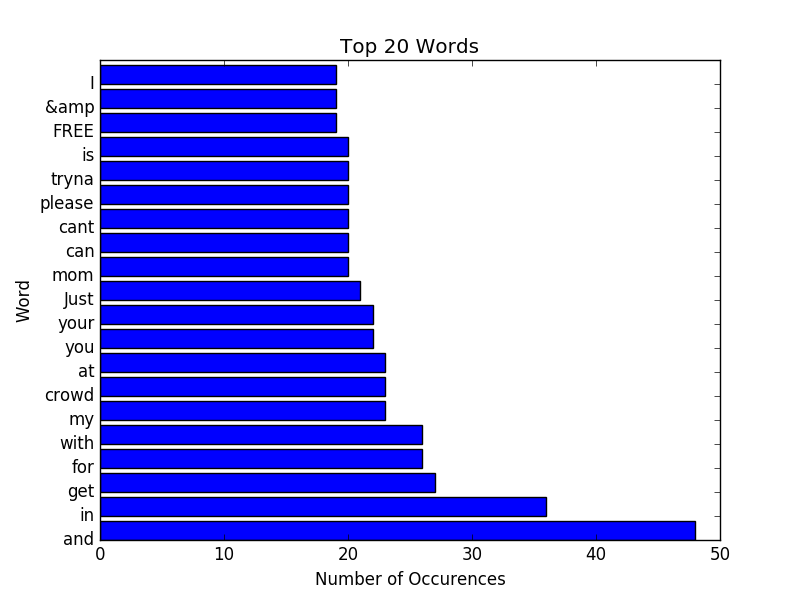 Top 20 Words
I
&amp
FREE
is
tryna
please
cant
can
mom
Just
your
you
at
crowd
my
with
for
get
in
and
Word
0 10 20 30 40 50
Number of Occurences